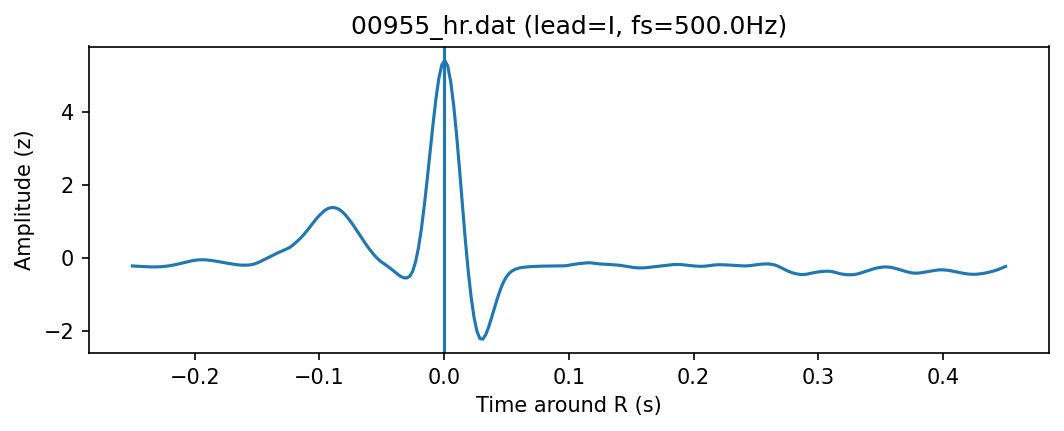 00955_hr.dat (lead=I, fs=500.0Hz)
Amplitude (z)
4
2
0
−2
−0.2 −0.1 0.0 0.1 0.2 0.3 0.4
Time around R (s)